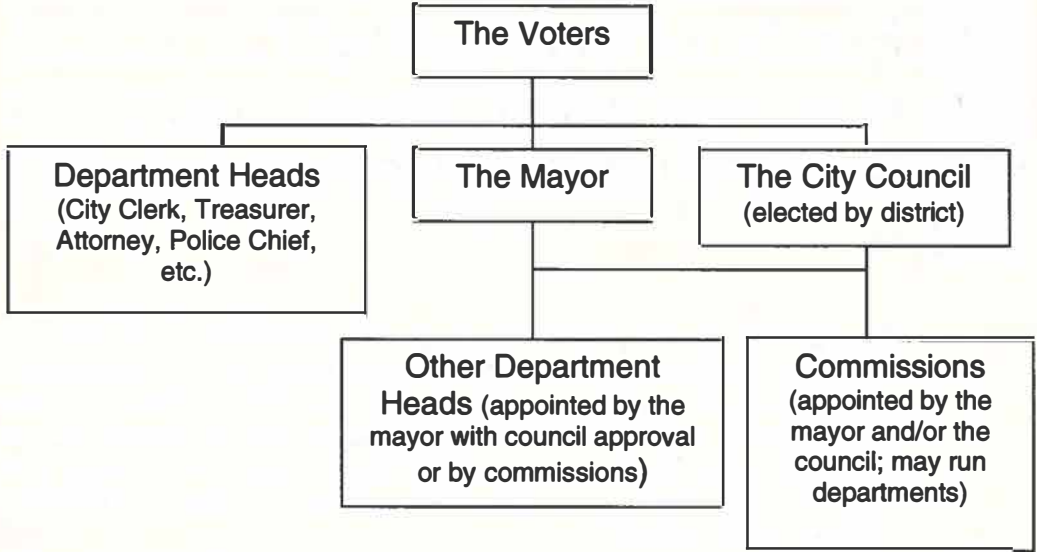 The Voters
Department Heads
(City Clerk, Treasurer,
Attorney, Police Chief,
etc.)
The Mayor
The City Council
(elected by district)
Other Department
Heads (appointed by the
mayor with council approval
or by commissions)
Commissions
(appointed by the
mayor and/or the
council; may run
departments)